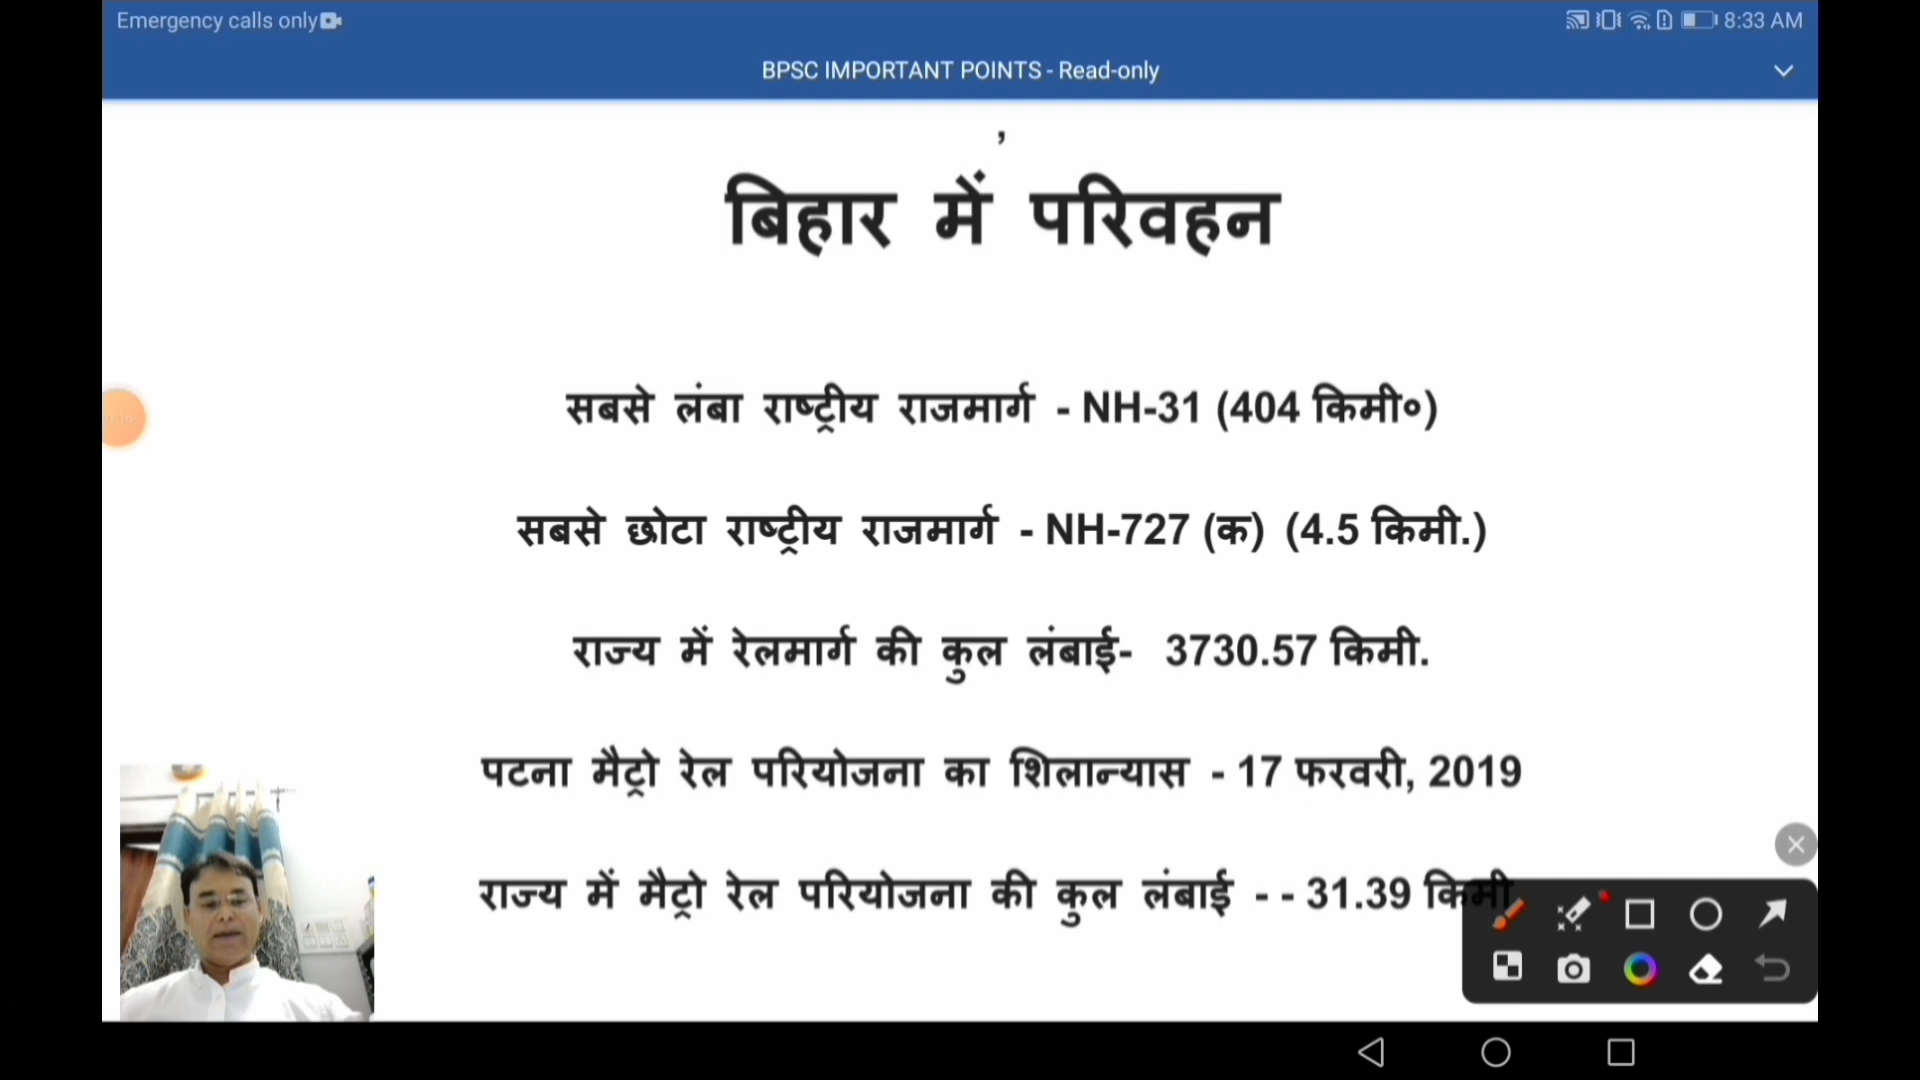 Emergency calls only
8:33 AM
BPSC IMPORTANT POINTS - Read-only
,
बिहार में परिवहन
सबसे लंबा राष्ट्रीय राजमार्ग - NH-31 (404 किमी०)
सबसे छोटा राष्ट्रीय राजमार्ग - NH-727 (क) (4.5 किमी.)
राज्य में रेलमार्ग की कुल लंबाई- 3730.57 किमी.
पटना मैट्रो रेल परियोजना का शिलान्यास - 17 फरवरी, 2019
राज्य में मैट्रो रेल परियोजना की कुल लंबाई - - 31.39 किमी